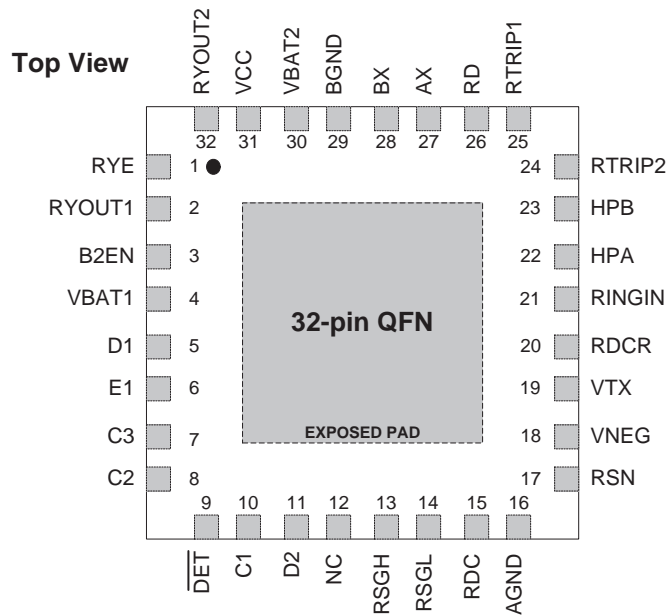 Top View
RYOUT2
VCC
VBAT2
BGND
BX
AX
RD
RTRIP1
32
31
30
29
28
27
26
25
RYE 1
24 RTRIP2
RYOUT1 2
23 HPB
B2EN 3
22 HPA
VBAT1 4
21 RINGIN
32-pin QFN
D1 5
20 RDCR
E1 6
19 VTX
C3 7
18 VNEG
EXPOSED PAD
C2 8
17 RSN
9
10
11
12
13
14
15
16
DET
C1
D2
NC
RSGH
RSGL
RDC
AGND